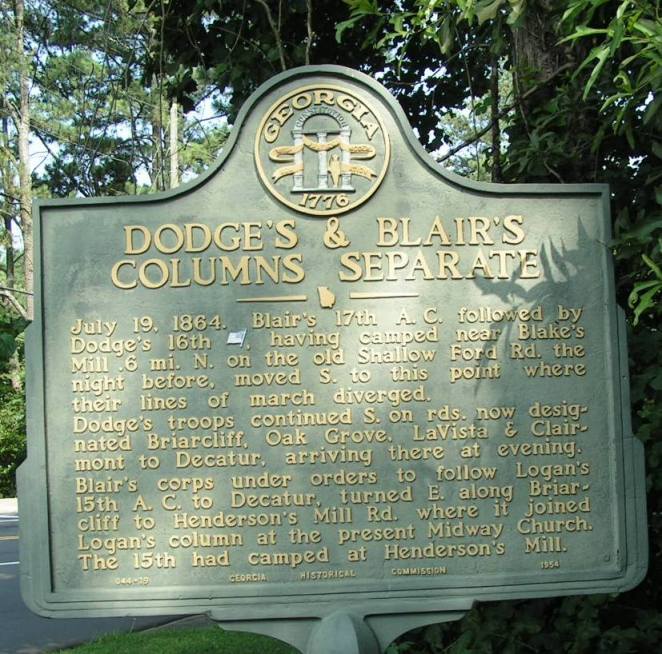 GEORGIA
1776
DODGE'S & BLAIR'S
COLUMNS SEPARATE
July 19, 1864. Blair's 17th A. C. followed by
Dodge's 16th , having camped near Blake's
Mill .6 mi. N. on the old Shallow Ford Rd. the
night before, moved S. to this point where
their lines of march diverged.
Dodge's troops continued S. on rds. now desig-
nated Briarcliff, Oak Grove, LaVista & Clair-
mont to Decatur, arriving there at evening.
Blair's corps under orders to follow Logan's
15th A. C. to Decatur, turned E. along Briar-
cliff to Henderson's Mill Rd. where it joined
Logan's column at the present Midway Church.
The 15th had camped at Henderson's Mill.
GEORGIA HISTORICAL COMMISSION 1954